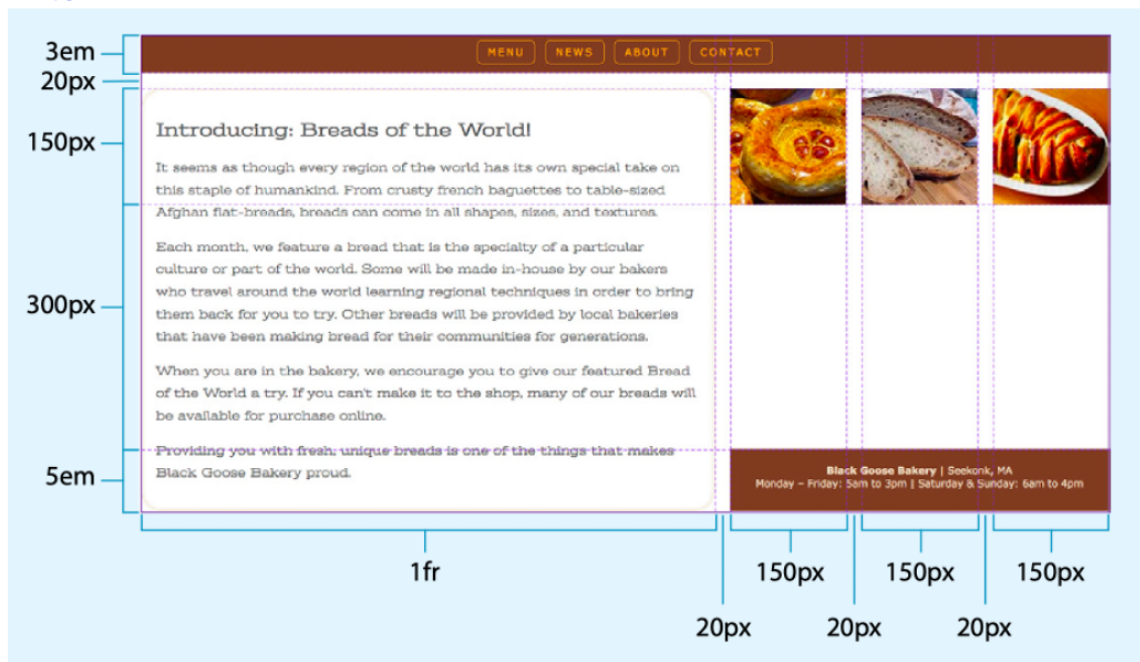 3em
MENU NEWS ABOUT CONTACT
20px
150px
Introducing: Breads of the World!
It seems as though every region of the world has its own special take on
this staple of humankind. From crusty french baguettes to table-sized
Afghan flat-breads, breads can come in all shapes, sizes, and textures.
300px
Each month, we feature a bread that is the specialty of a particular
culture or part of the world. Some will be made in-house by our bakers
who travel around the world learning regional techniques in order to bring
them back for you to try. Other breads will be provided by local bakeries
that have been making bread for their communities for generations.
When you are in the bakery, we encourage you to give our featured Bread
of the World a try. If you can't make it to the shop, many of our breads will
be available for purchase online.
5em
Providing you with fresh, unique breads is one of the things that makes
Black Goose Bakery proud.
Black Goose Bakery | Seekonk, MA
Monday – Friday: 5am to 3pm | Saturday & Sunday: 6am to 4pm
1fr
150px 150px 150px
20px 20px 20px